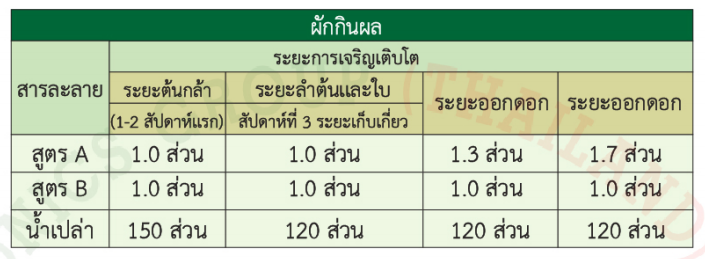 ผักกินผล
ระยะการเจริญเติบโต
สารละลาย ระยะต้นกล้า ระยะลำต้นและใบ ระยะออกดอก ระยะออกดอก
(1-2 สัปดาห์แรก) สัปดาห์ที่ 3 ระยะเก็บเกี่ยว
สูตร A 1.0 ส่วน 1.0 ส่วน 1.3 ส่วน 1.7 ส่วน
สูตร B 1.0 ส่วน 1.0 ส่วน 1.0 ส่วน 1.0 ส่วน
น้ำเปล่า 150 ส่วน 120 ส่วน 120 ส่วน 120 ส่วน